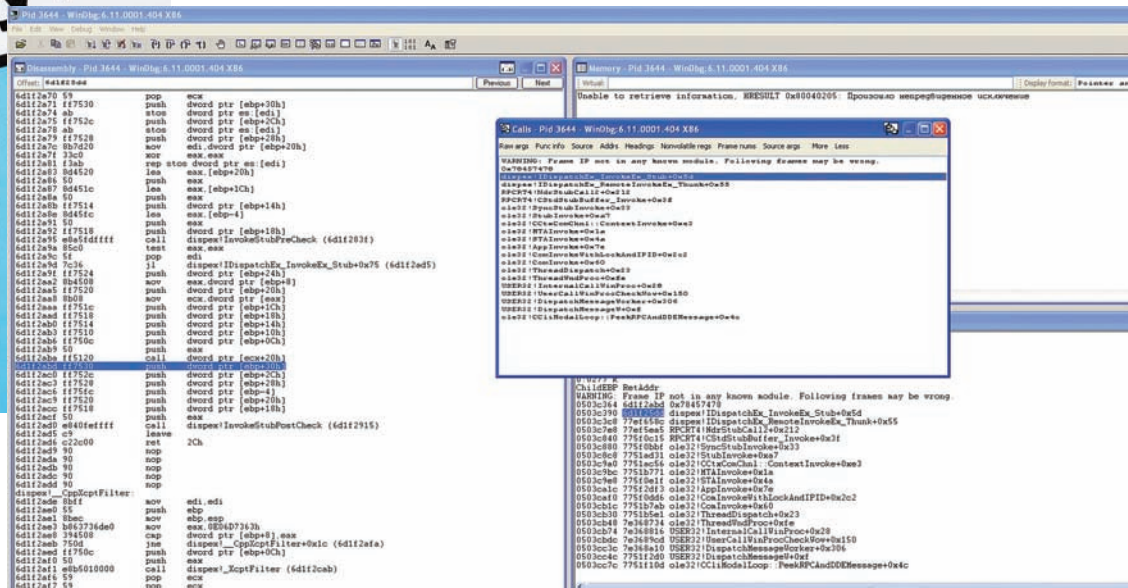 Pid 3644 - WinDbg:6.11.0001.404 X86
File Edit View Debug Window Help
Disassembly - Pid 3644 - WinDbg:6.11.0001.404 X86
Offset: 6d1f25dd
Previous Next
6d1f2a70 59 pop ecx
6d1f2a71 ff7530 push dword ptr [ebp+30h]
6d1f2a74 ab stos dword ptr es:[edi]
6d1f2a75 ff752c push dword ptr [ebp+2Ch]
6d1f2a78 ab stos dword ptr es:[edi]
6d1f2a79 ff7528 push dword ptr [ebp+28h]
6d1f2a7c 8b7d20 mov edi,dword ptr [ebp+20h]
6d1f2a7f 33c0 xor eax,eax
6d1f2a81 f3ab rep stos dword ptr es:[edi]
6d1f2a83 8d4520 lea eax,[ebp+20h]
6d1f2a86 50 push eax
6d1f2a87 8d451c lea eax,[ebp+1Ch]
6d1f2a8a 50 push eax
6d1f2a8b ff7514 push dword ptr [ebp+14h]
6d1f2a8e 8d45fc lea eax,[ebp-4]
6d1f2a91 50 push eax
6d1f2a92 ff7518 push dword ptr [ebp+18h]
6d1f2a95 e8a5fdffff call dispex!InvokeStubPreCheck (6d1f283f)
6d1f2a9a 85c0 test eax,eax
6d1f2a9c 5f pop edi
6d1f2a9d 7c36 jl dispex!IDispatchEx_InvokeEx_Stub+0x75 (6d1f2ad5)
6d1f2a9f ff7524 push dword ptr [ebp+24h]
6d1f2aa2 8b4508 mov eax,dword ptr [ebp+8]
6d1f2aa5 ff7520 push dword ptr [ebp+20h]
6d1f2aa8 8b08 mov ecx,dword ptr [eax]
6d1f2aaa ff751c push dword ptr [ebp+1Ch]
6d1f2aad ff7518 push dword ptr [ebp+18h]
6d1f2ab0 ff7514 push dword ptr [ebp+14h]
6d1f2ab3 ff7510 push dword ptr [ebp+10h]
6d1f2ab6 ff750c push dword ptr [ebp+0Ch]
6d1f2ab9 50 push eax
6d1f2aba ff5120 call dword ptr [ecx+20h]
6d1f2abd ff7530 push dword ptr [ebp+30h]
6d1f2ac0 ff752c push dword ptr [ebp+2Ch]
6d1f2ac3 ff7528 push dword ptr [ebp+28h]
6d1f2ac6 ff75fc push dword ptr [ebp-4]
6d1f2ac9 ff7520 push dword ptr [ebp+20h]
6d1f2acc ff7518 push dword ptr [ebp+18h]
6d1f2acf 50 push eax
6d1f2ad0 e840feffff call dispex!InvokeStubPostCheck (6d1f2915)
6d1f2ad5 c9 leave
6d1f2ad6 c22c00 ret 2Ch
6d1f2ad9 90 nop
6d1f2ada 90 nop
6d1f2adb 90 nop
6d1f2adc 90 nop
6d1f2add 90 nop
dispex!__CppXcptFilter:
6d1f2ade 8bff mov edi,edi
6d1f2ae0 55 push ebp
6d1f2ae1 8bec mov ebp,esp
6d1f2ae3 b863736de0 mov eax,0E06D7363h
6d1f2ae8 394508 cmp dword ptr [ebp+8],eax
6d1f2aeb 750d jne dispex!__CppXcptFilter+0x1c (6d1f2afa)
6d1f2aed ff750c push dword ptr [ebp+0Ch]
6d1f2af0 50 push eax
6d1f2af1 e8b5010000 call dispex!_XcptFilter (6d1f2cab)
6d1f2af6 59 pop ecx
6d1f2af7 59 pop ecx
Memory - Pid 3644 - WinDbg:6.11.0001.404 X86
Virtual:
Display format: Pointer an
Unable to retrieve information, HRESULT 0x80040205: Произошло непредвиденное исключение
Calls - Pid 3644 - WinDbg:6.11.0001.404 X86
Raw args Func info Source Addrs Headings Nonvolatile regs Frame nums Source args More Less
WARNING: Frame IP not in any known module. Following frames may be wrong.
0x78457478
dispex!IDispatchEx_InvokeEx_Stub+0x5d
dispex!IDispatchEx_RemoteInvokeEx_Thunk+0x55
RPCRT4!NdrStubCall2+0x212
RPCRT4!CStdStubBuffer_Invoke+0x3f
ole32!SyncStubInvoke+0x33
ole32!StubInvoke+0xa7
ole32!CCtxComChnl::ContextInvoke+0xe3
ole32!MTAInvoke+0x1a
ole32!STAInvoke+0x4a
ole32!AppInvoke+0x7e
ole32!ComInvokeWithLockAndIPID+0x2c2
ole32!ComInvoke+0x60
ole32!ThreadDispatch+0x23
ole32!ThreadWndProc+0xfe
USER32!InternalCallWinProc+0x28
USER32!UserCallWinProcCheckWow+0x150
USER32!DispatchMessageWorker+0x306
USER32!DispatchMessageW+0xf
ole32!CCliModalLoop::PeekRPCAndDDEMessage+0x4c
ChildEBP RetAddr
WARNING: Frame IP not in any known module. Following frames may be wrong.
0503c364 6d1f2abd 0x78457478
0503c390 6d1f25dd dispex!IDispatchEx_InvokeEx_Stub+0x5d
0503c3c8 77ef658c dispex!IDispatchEx_RemoteInvokeEx_Thunk+0x55
0503c7e8 77ef5ea5 RPCRT4!NdrStubCall2+0x212
0503c840 775f0c15 RPCRT4!CStdStubBuffer_Invoke+0x3f
0503c880 775f0bbf ole32!SyncStubInvoke+0x33
0503c8c8 7751ad31 ole32!StubInvoke+0xa7
0503c9a0 7751ac56 ole32!CCtxComChnl::ContextInvoke+0xe3
0503c9bc 7751b771 ole32!MTAInvoke+0x1a
0503c9e8 775f0e1f ole32!STAInvoke+0x4a
0503ca1c 775f2df3 ole32!AppInvoke+0x7e
0503caf0 775f0dd6 ole32!ComInvokeWithLockAndIPID+0x2c2
0503cb18 7751b7ab ole32!ComInvoke+0x60
0503cb30 7751b5e1 ole32!ThreadDispatch+0x23
0503cb48 7e368734 ole32!ThreadWndProc+0xfe
0503cb74 7e368816 USER32!InternalCallWinProc+0x28
0503cbdc 7e3689cd USER32!UserCallWinProcCheckWow+0x150
0503cc3c 7e368a10 USER32!DispatchMessageWorker+0x306
0503cc4c 7751f2d0 USER32!DispatchMessageW+0xf
0503cc7c 7751f10d ole32!CCliModalLoop::PeekRPCAndDDEMessage+0x4c